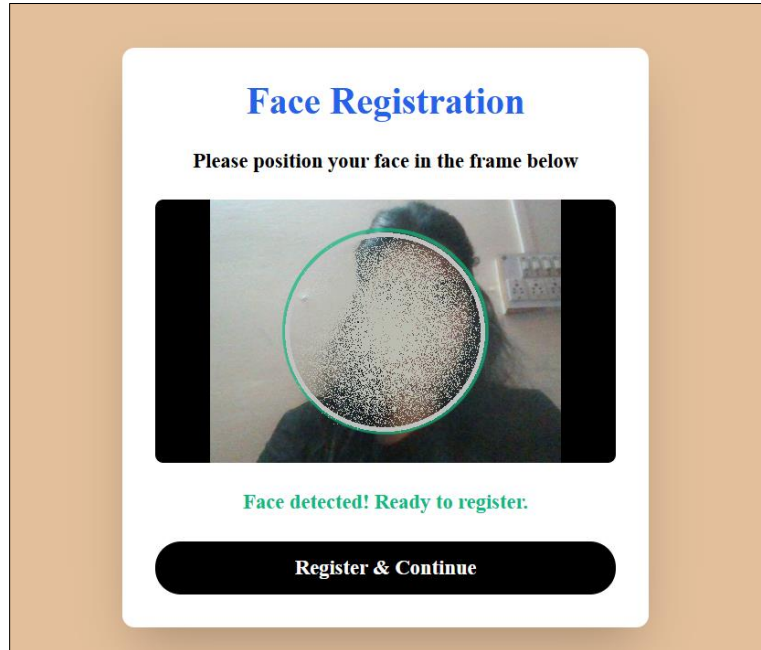 Face Registration
Please position your face in the frame below
Face detected! Ready to register.
Register & Continue